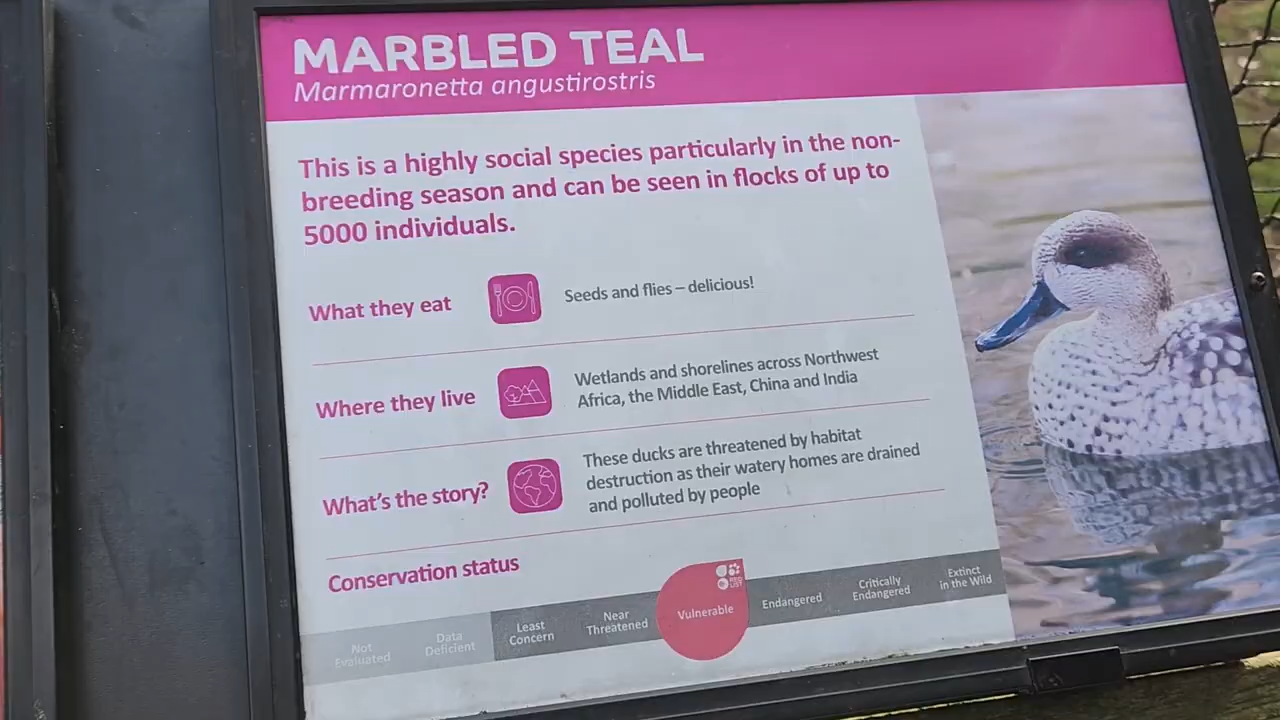 MARBLED TEAL
Marmaronetta angustirostris
This is a highly social species particularly in the non-
breeding season and can be seen in flocks of up to
5000 individuals.
What they eat
Seeds and flies – delicious!
Where they live
Wetlands and shorelines across Northwest
Africa, the Middle East, China and India
What's the story?
These ducks are threatened by habitat
destruction as their watery homes are drained
and polluted by people
Conservation status
Not
Evaluated
Data
Deficient
Least
Concern
Near
Threatened
Vulnerable
RED
LIST
Endangered
Critically
Endangered
Extinct
in the Wild